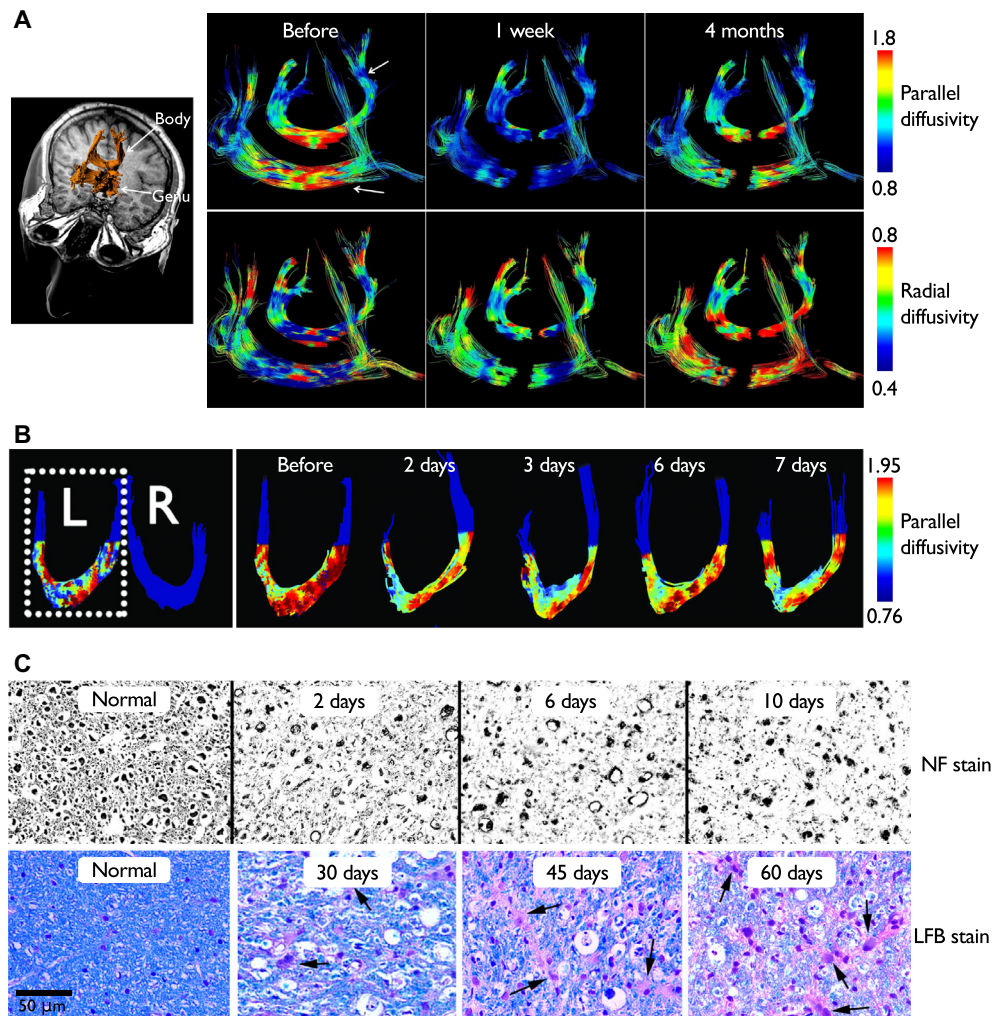 A
Before
1 week
4 months
1.8
Parallel
diffusivity
0.8
Body
Genu
0.8
Radial
diffusivity
0.4
B
L R
Before
2 days
3 days
6 days
7 days
1.95
Parallel
diffusivity
0.76
C
Normal
2 days
6 days
10 days
NF stain
Normal
30 days
45 days
60 days
LFB stain
50 µm